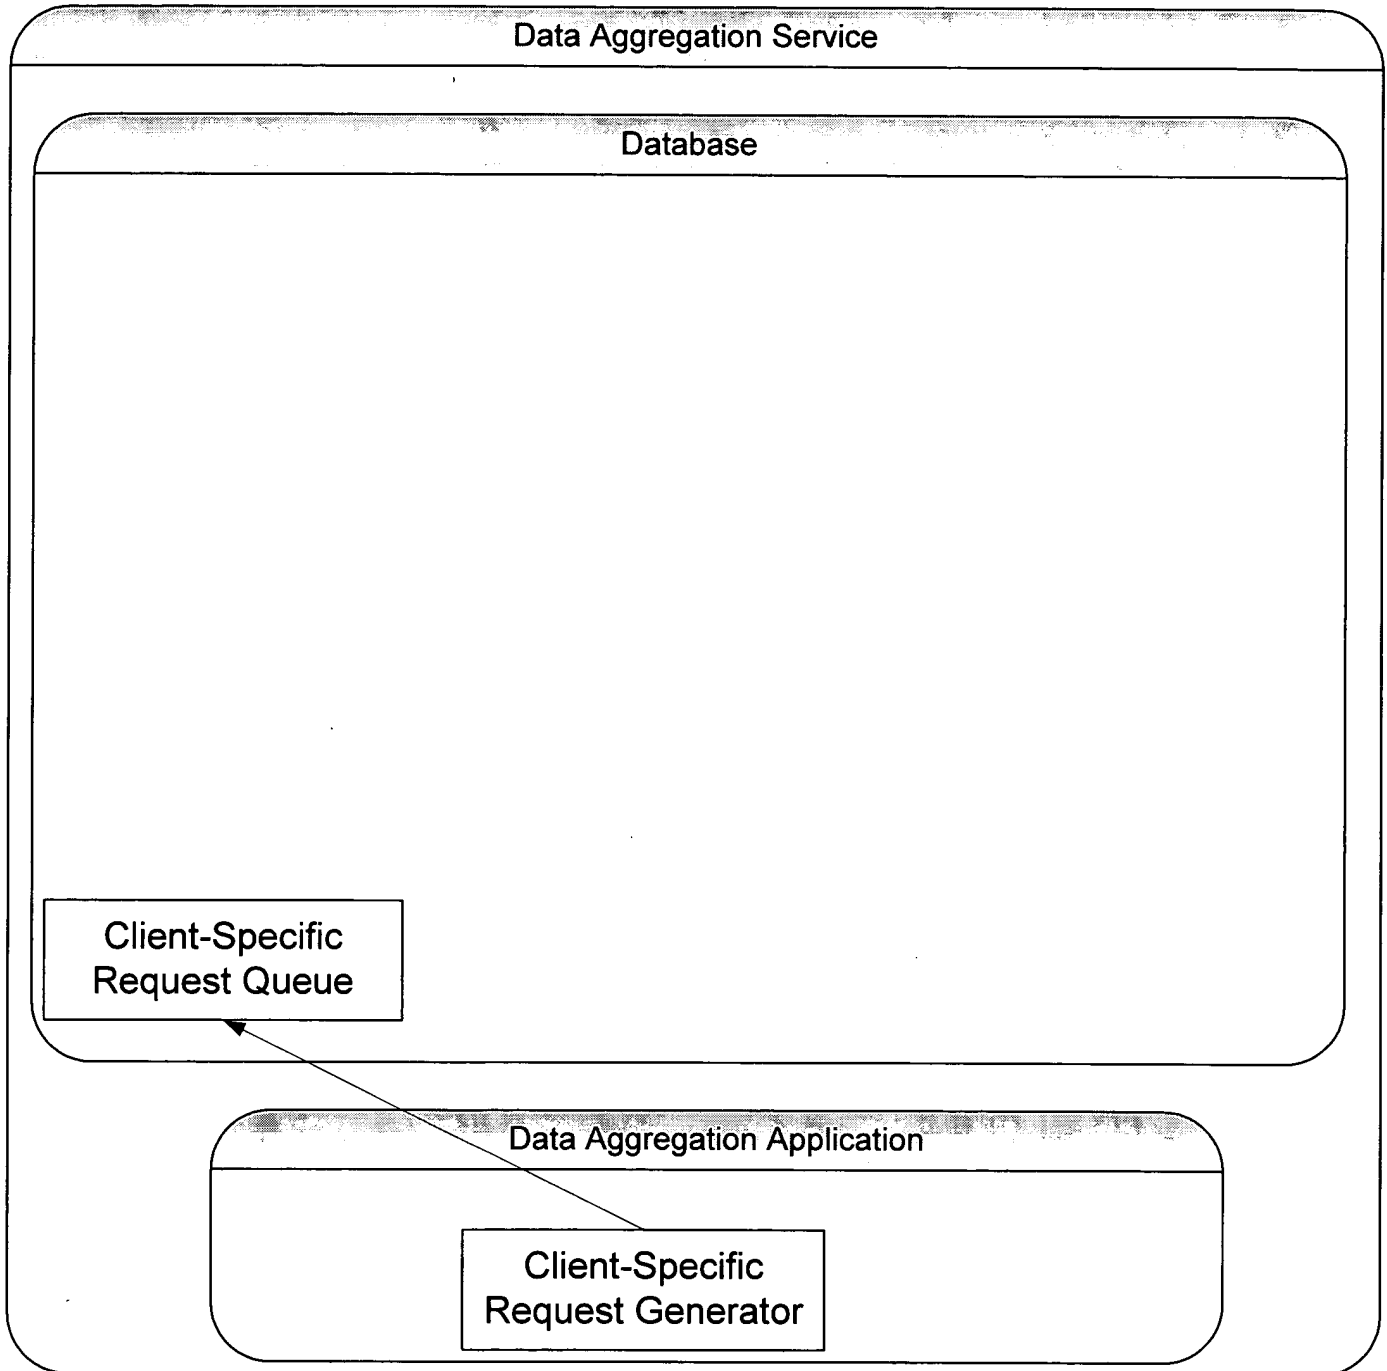 Data Aggregation Service
Database
Client-Specific
Request Queue
Data Aggregation Application
Client-Specific
Request Generator